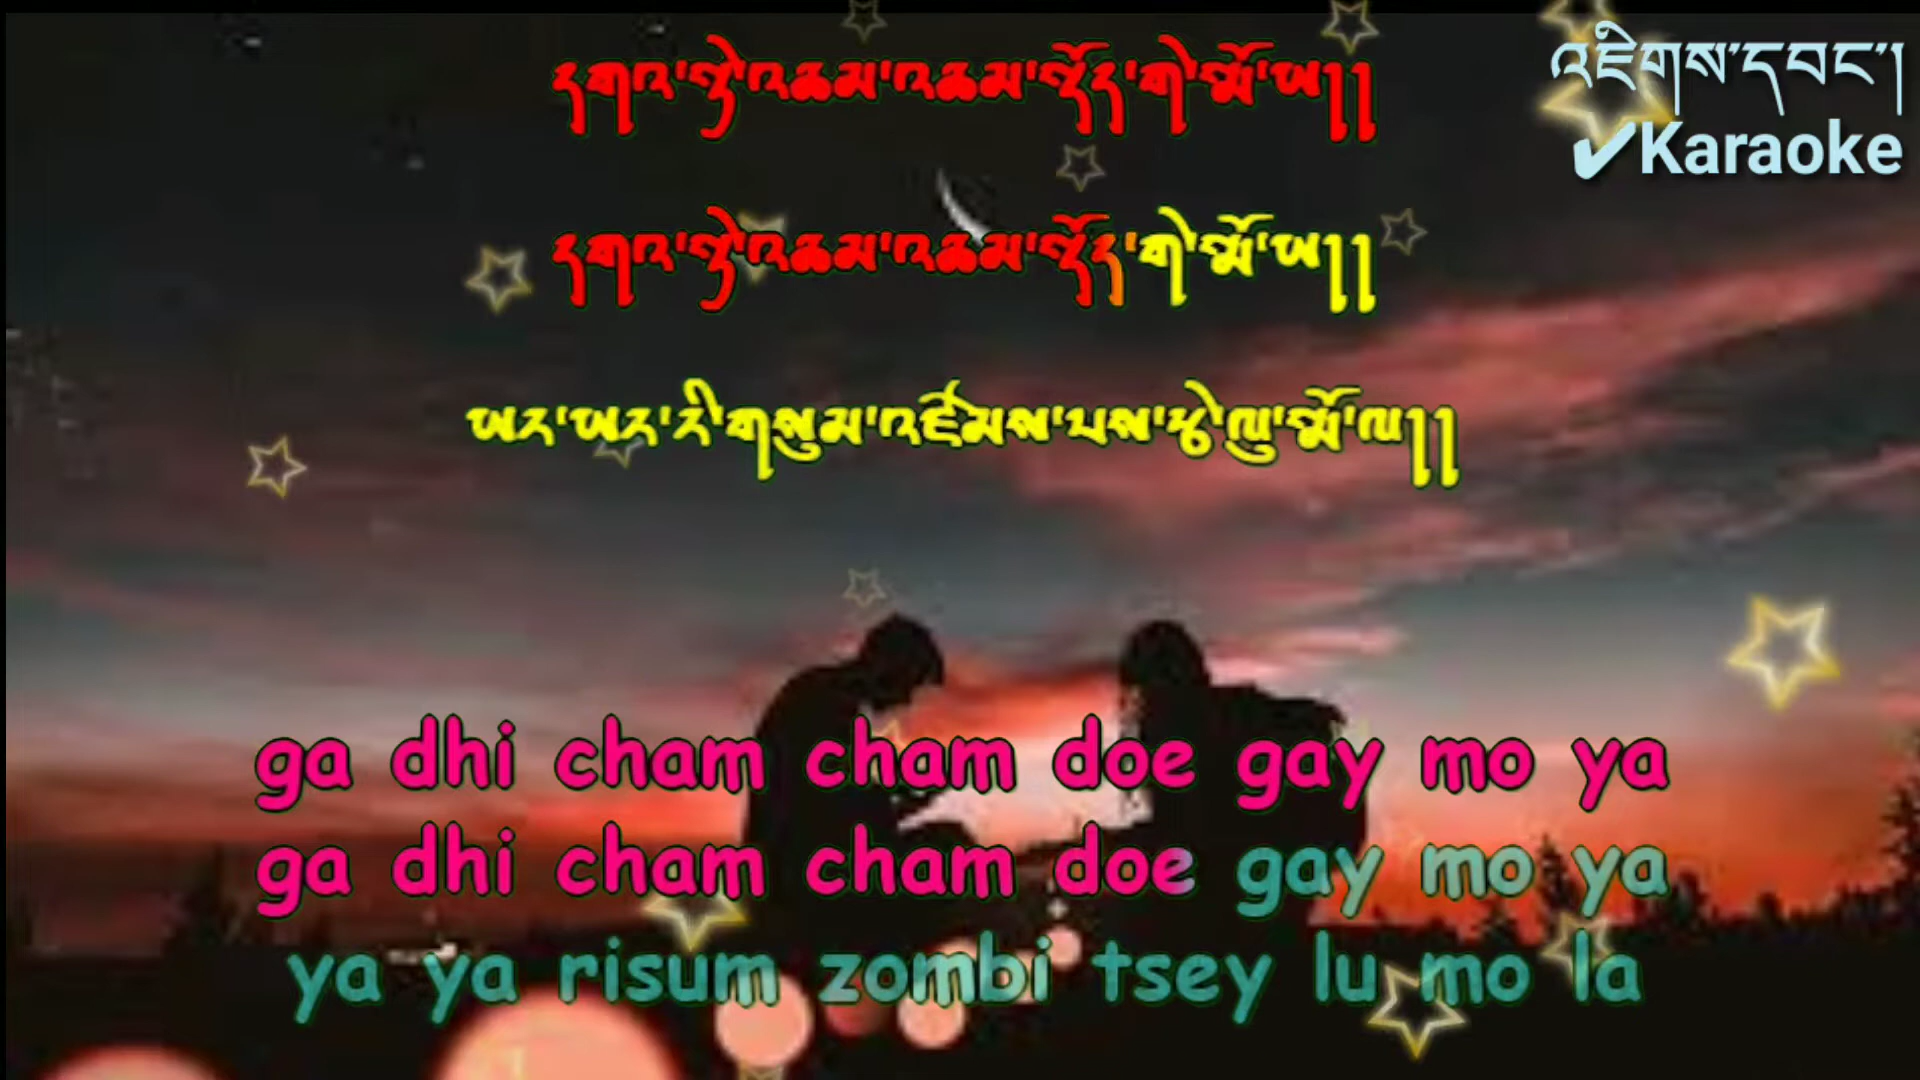 དགའ་སྡེ་འཆམ་འཆམ་སྡོད་གེ་སྨོ་ཡ།།
འཇིགས་དབང་།
✔Karaoke
དགའ་སྡེ་འཆམ་འཆམ་སྡོད་གེ་སྨོ་ཡ།།
ཡར་ཡར་རི་གསུམ་འཛོམས་པས་ཚེ་ལུ་སྨོ་ལ།།
ga dhi cham cham doe gay mo ya
ga dhi cham cham doe gay mo ya
ya ya risum zombi tsey lu mo la